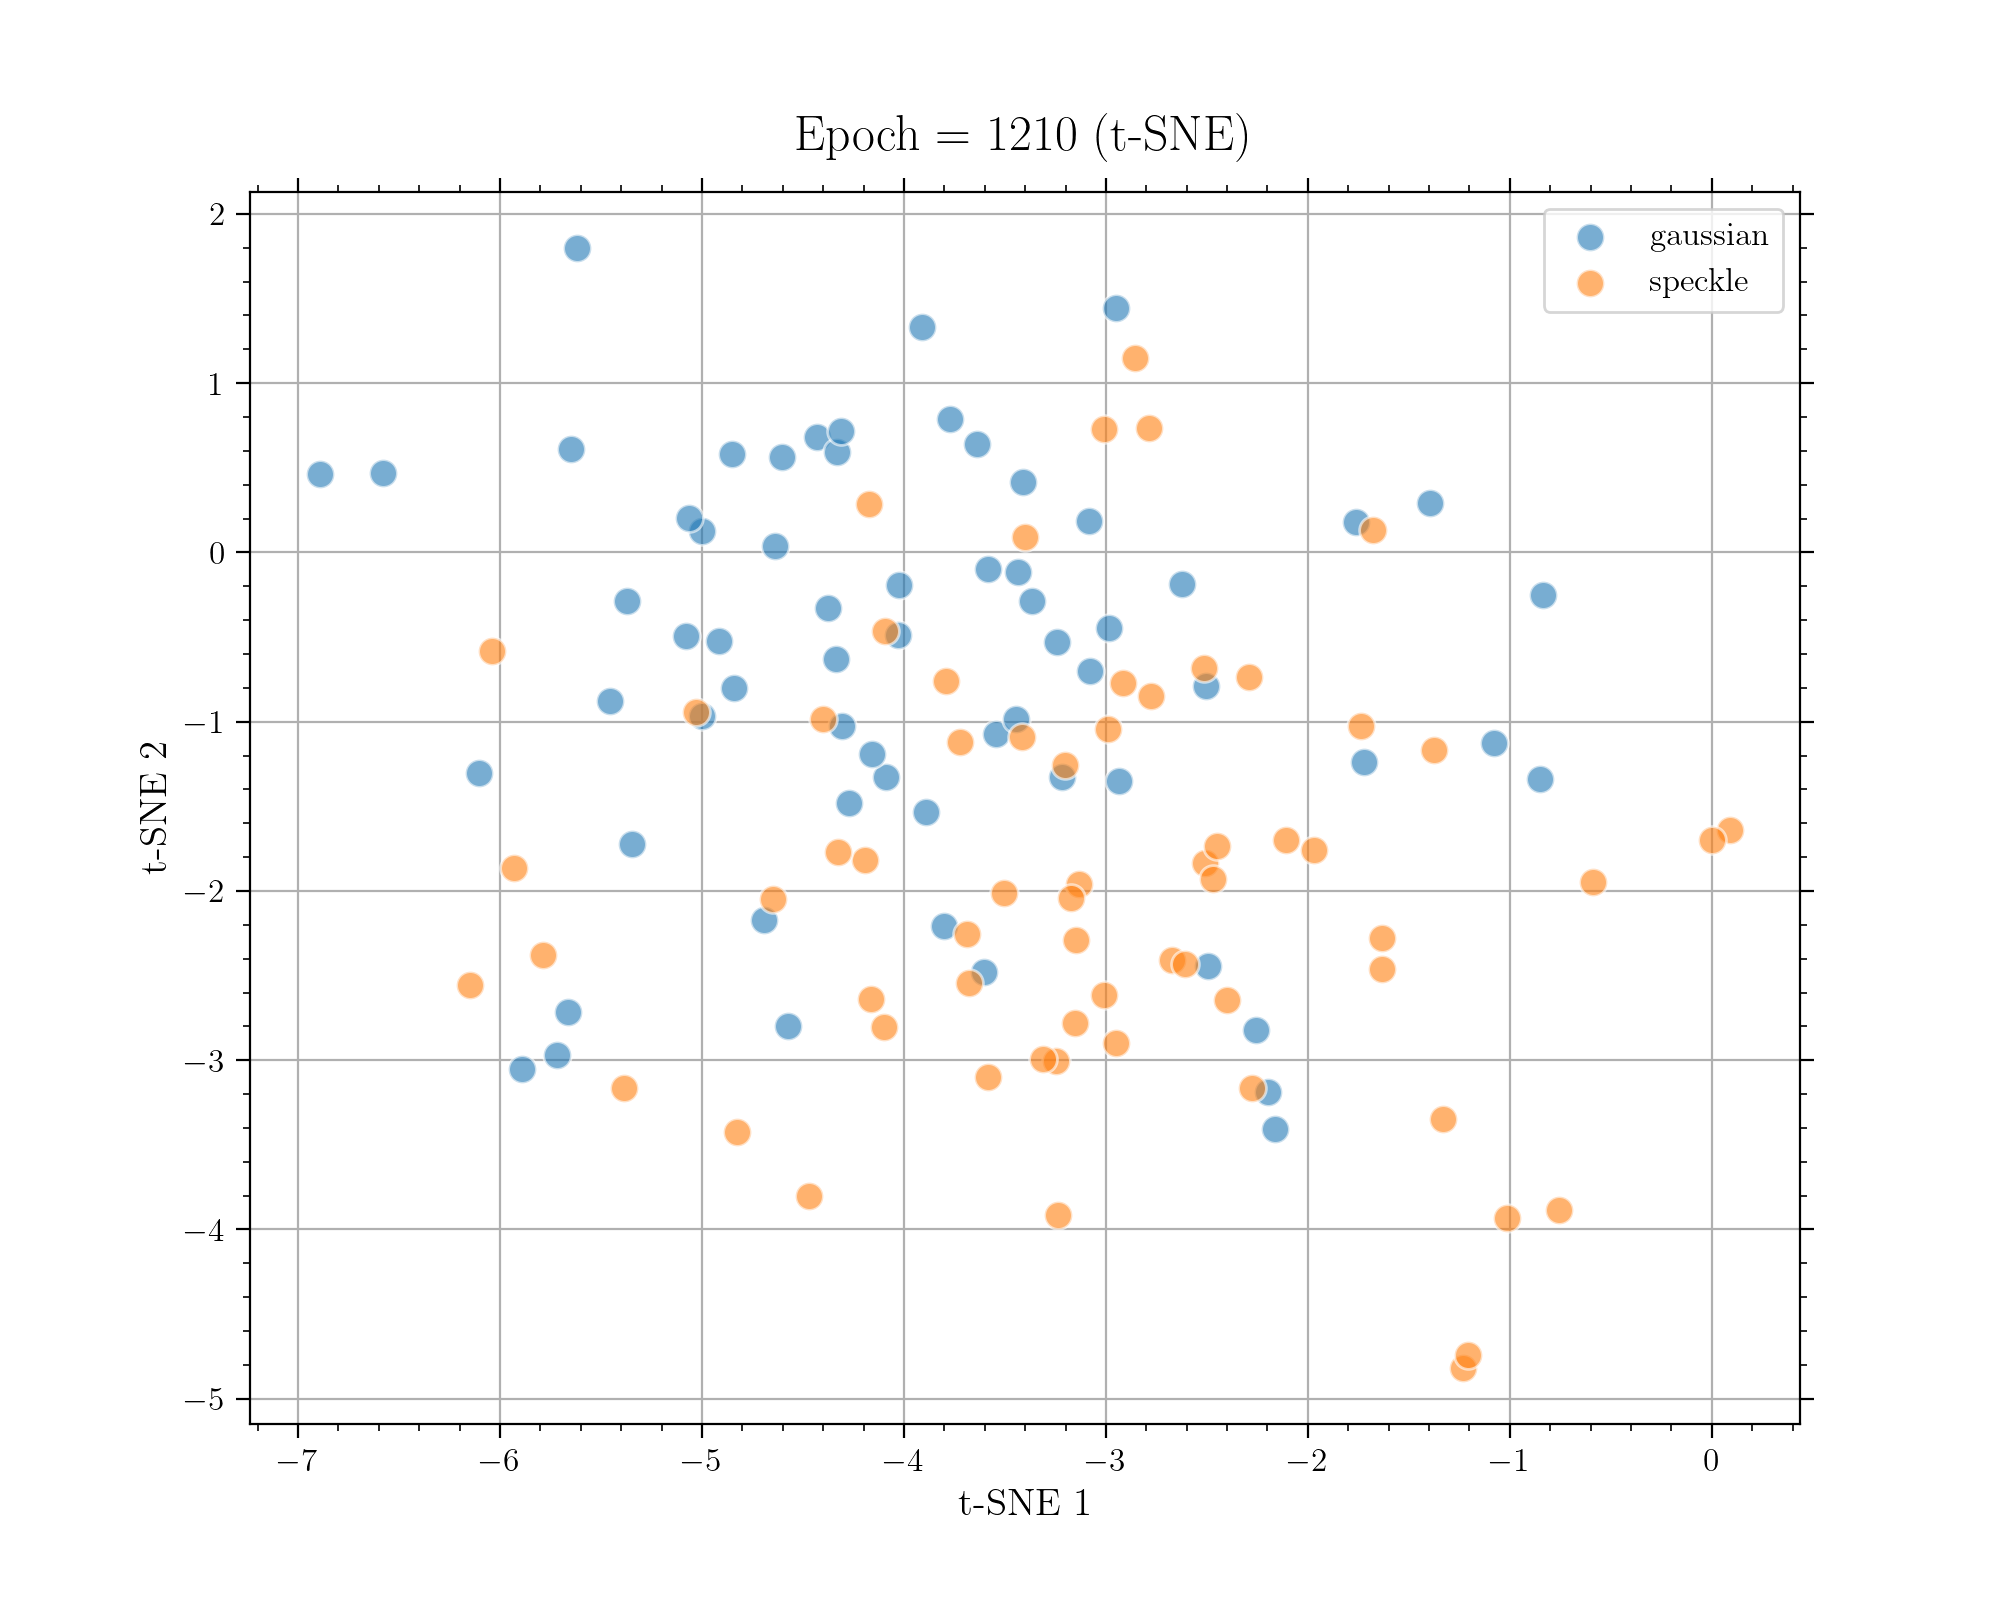 Epoch = 1210 (t-SNE)
gaussian
speckle
2
1
0
−1
−2
−3
−4
−5
t-SNE 2
−7 −6 −5 −4 −3 −2 −1 0
t-SNE 1